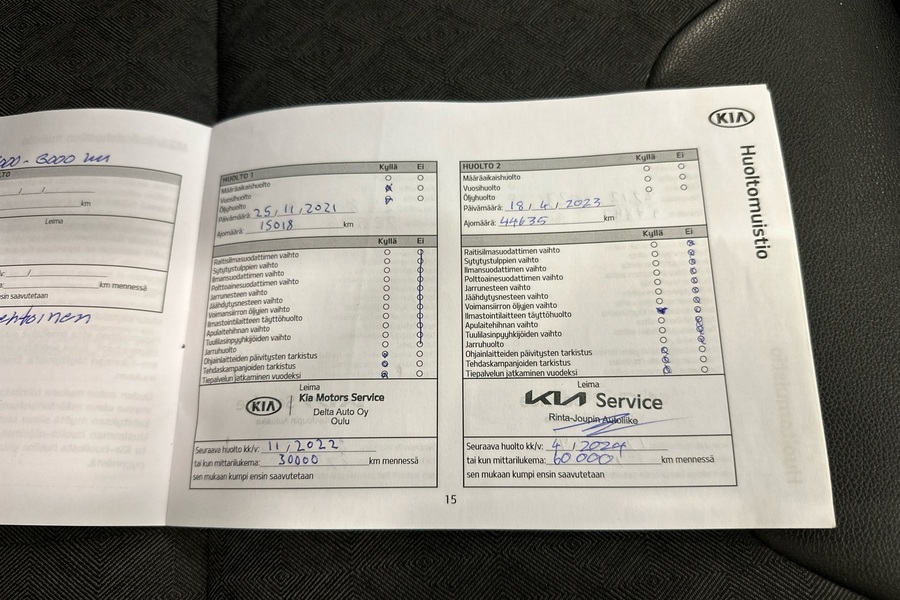 km
Leima
km mennessä
sin saavutetaan
KIA
Huoltomuistio
HUOLTO 1
Kyllä Ei
Määräaikaishuolto
Vuosihuolto
Öljyhuolto
Päivämäärä: 25/11/2021
Ajomäärä: 15018 km
Kyllä Ei
Raitisilmasuodattimen vaihto
Sytytystulppien vaihto
Ilmansuodattimen vaihto
Polttoainesuodattimen vaihto
Jarrunesteen vaihto
Jäähdytysnesteen vaihto
Voimansiirron öljyjen vaihto
Ilmastointilaitteen täyttöhuolto
Apulaitehihnan vaihto
Tuulilasinpyyhkijöiden vaihto
Jarruhuolto
Ohjainlaitteiden päivitysten tarkistus
Tehdaskampanjoiden tarkistus
Tiepalvelun jatkaminen vuodeksi
Leima
KIA Kia Motors Service
Delta Auto Oy
Oulu
Seuraava huolto kk/v: 11/2022
tai kun mittarilukema: 30000 km mennessä
sen mukaan kumpi ensin saavutetaan
HUOLTO 2
Kyllä Ei
Määräaikaishuolto
Vuosihuolto
Öljyhuolto
Päivämäärä: 18/4/2023
Ajomäärä: 44635 km
Kyllä Ei
Raitisilmasuodattimen vaihto
Sytytystulppien vaihto
Ilmansuodattimen vaihto
Polttoainesuodattimen vaihto
Jarrunesteen vaihto
Jäähdytysnesteen vaihto
Voimansiirron öljyjen vaihto
Ilmastointilaitteen täyttöhuolto
Apulaitehihnan vaihto
Tuulilasinpyyhkijöiden vaihto
Jarruhuolto
Ohjainlaitteiden päivitysten tarkistus
Tehdaskampanjoiden tarkistus
Tiepalvelun jatkaminen vuodeksi
Leima
KIA Service
Rinta-Joupin Autoliike
Seuraava huolto kk/v: 4/2024
tai kun mittarilukema: 60 000 km mennessä
sen mukaan kumpi ensin saavutetaan
15